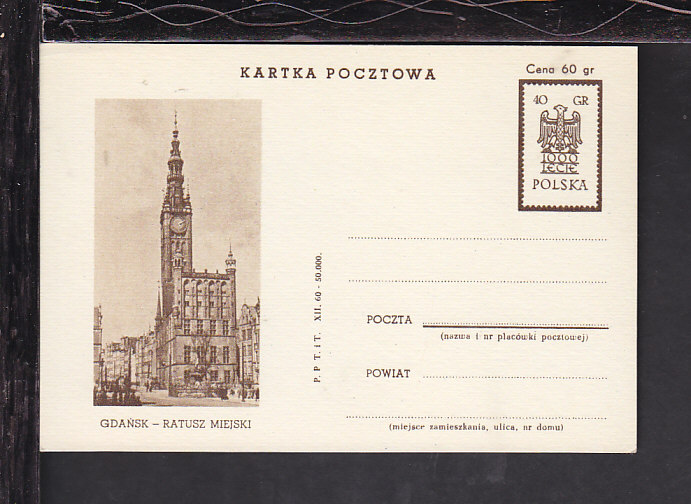 KARTKA POCZTOWA
Cena 60 gr
40 GR
1000
LECIE
POLSKA
P. P. T. i T. XII. 60 - 50.000.
POCZTA
(nazwa i nr placówki pocztowej)
POWIAT
(miejsce zamieszkania, ulica, nr domu)
GDAŃSK – RATUSZ MIEJSKI